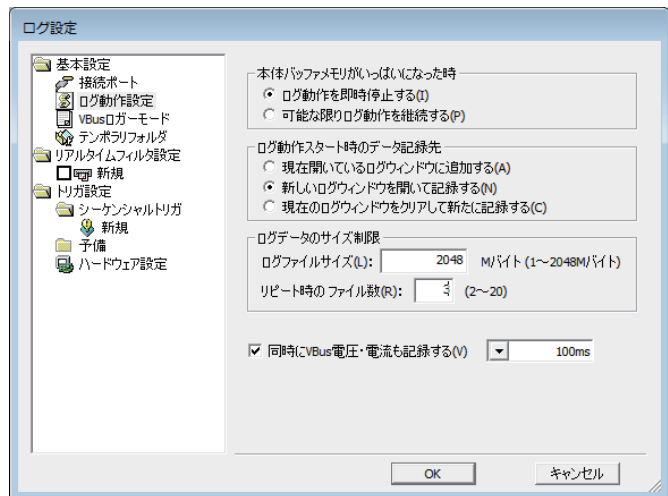 ログ設定
基本設定
接続ポート
ログ動作設定
VBusロガーモード
テンポラリフォルダ
リアルタイムフィルタ設定
新規
トリガ設定
シーケンシャルトリガ
新規
予備
ハードウェア設定
本体バッファメモリがいっぱいになった時
ログ動作を即時停止する(I)
可能な限りログ動作を継続する(P)
ログ動作スタート時のデータ記録先
現在開いているログウィンドウに追加する(A)
新しいログウィンドウを開いて記録する(N)
現在のログウィンドウをクリアして新たに記録する(C)
ログデータのサイズ制限
ログファイルサイズ(L): 2048 Mバイト (1～2048Mバイト)
リピート時の ファイル数(R): (2～20)
同時にVBus電圧・電流も記録する(V) 100ms
OK キャンセル